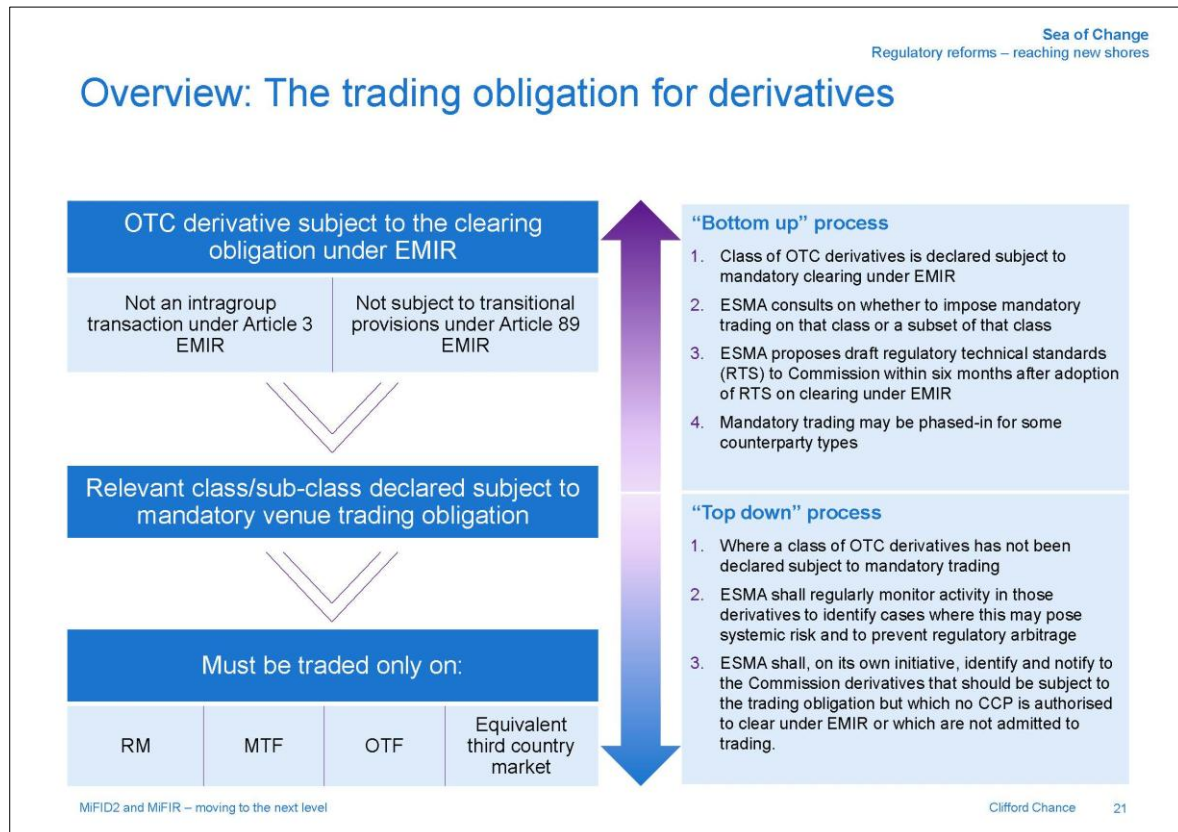 Sea of Change
Regulatory reforms – reaching new shores
Overview: The trading obligation for derivatives
OTC derivative subject to the clearing
obligation under EMIR
Not an intragroup
transaction under Article 3
EMIR
Not subject to transitional
provisions under Article 89
EMIR
Relevant class/sub-class declared subject to
mandatory venue trading obligation
Must be traded only on:
RM
MTF
OTF
Equivalent
third country
market
“Bottom up” process
1. Class of OTC derivatives is declared subject to
mandatory clearing under EMIR
2. ESMA consults on whether to impose mandatory
trading on that class or a subset of that class
3. ESMA proposes draft regulatory technical standards
(RTS) to Commission within six months after adoption
of RTS on clearing under EMIR
4. Mandatory trading may be phased-in for some
counterparty types
“Top down” process
1. Where a class of OTC derivatives has not been
declared subject to mandatory trading
2. ESMA shall regularly monitor activity in those
derivatives to identify cases where this may pose
systemic risk and to prevent regulatory arbitrage
3. ESMA shall, on its own initiative, identify and notify to
the Commission derivatives that should be subject to
the trading obligation but which no CCP is authorised
to clear under EMIR or which are not admitted to
trading.
MiFID2 and MiFIR – moving to the next level
Clifford Chance 21